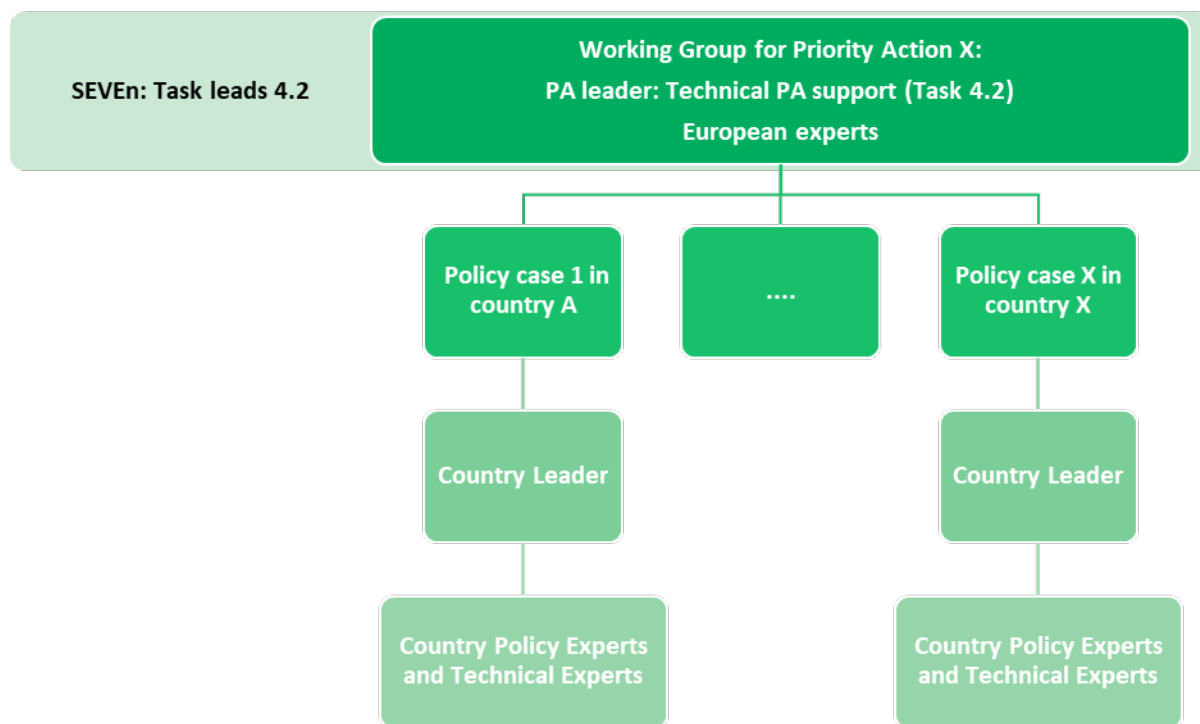 SEVEn: Task leads 4.2
Working Group for Priority Action X:
PA leader: Technical PA support (Task 4.2)
European experts
Policy case 1 in
country A
....
Policy case X in
country X
Country Leader
Country Leader
Country Policy Experts
and Technical Experts
Country Policy Experts
and Technical Experts